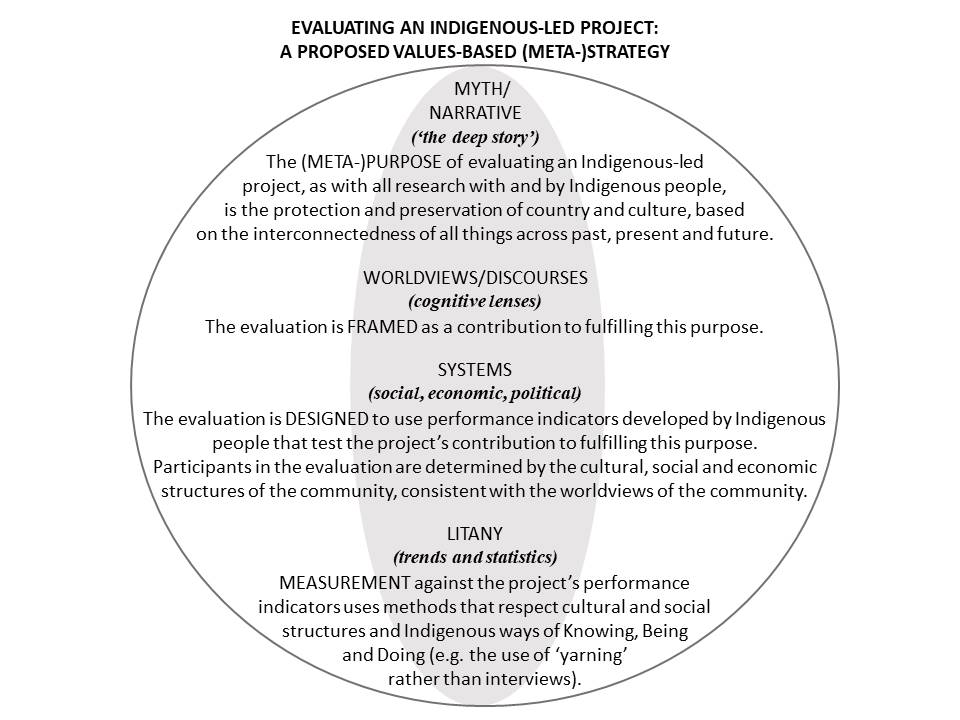 EVALUATING AN INDIGENOUS-LED PROJECT:
A PROPOSED VALUES-BASED (META-)STRATEGY
MYTH/
NARRATIVE
(‘the deep story’)
The (META-)PURPOSE of evaluating an Indigenous-led
project, as with all research with and by Indigenous people,
is the protection and preservation of country and culture, based
on the interconnectedness of all things across past, present and future.
WORLDVIEWS/DISCOURSES
(cognitive lenses)
The evaluation is FRAMED as a contribution to fulfilling this purpose.
SYSTEMS
(social, economic, political)
The evaluation is DESIGNED to use performance indicators developed by Indigenous
people that test the project’s contribution to fulfilling this purpose.
Participants in the evaluation are determined by the cultural, social and economic
structures of the community, consistent with the worldviews of the community.
LITANY
(trends and statistics)
MEASUREMENT against the project’s performance
indicators uses methods that respect cultural and social
structures and Indigenous ways of Knowing, Being
and Doing (e.g. the use of ‘yarning’
rather than interviews).